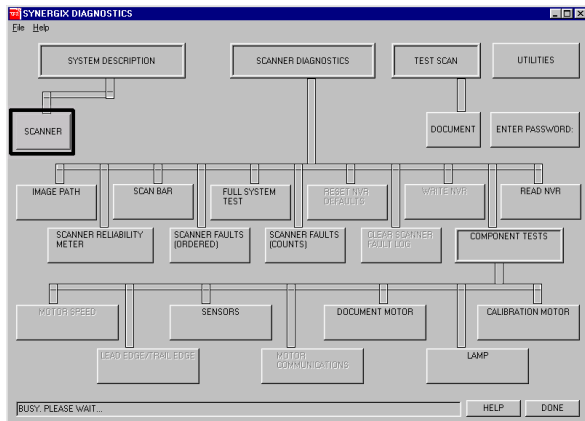 SYNERGIX DIAGNOSTICS
File Help
SYSTEM DESCRIPTION
SCANNER DIAGNOSTICS
TEST SCAN
UTILITIES
SCANNER
DOCUMENT
ENTER PASSWORD:
IMAGE PATH
SCAN BAR
FULL SYSTEM
TEST
RESET NVR
DEFAULTS
WRITE NVR
READ NVR
SCANNER RELIABILITY
METER
SCANNER FAULTS
(ORDERED)
SCANNER FAULTS
(COUNTS)
CLEAR SCANNER
FAULT LOG
COMPONENT TESTS
MOTOR SPEED
SENSORS
DOCUMENT MOTOR
CALIBRATION MOTOR
LEAD EDGE/TRAIL EDGE
MOTOR
COMMUNICATIONS
LAMP
BUSY. PLEASE WAIT...
HELP
DONE